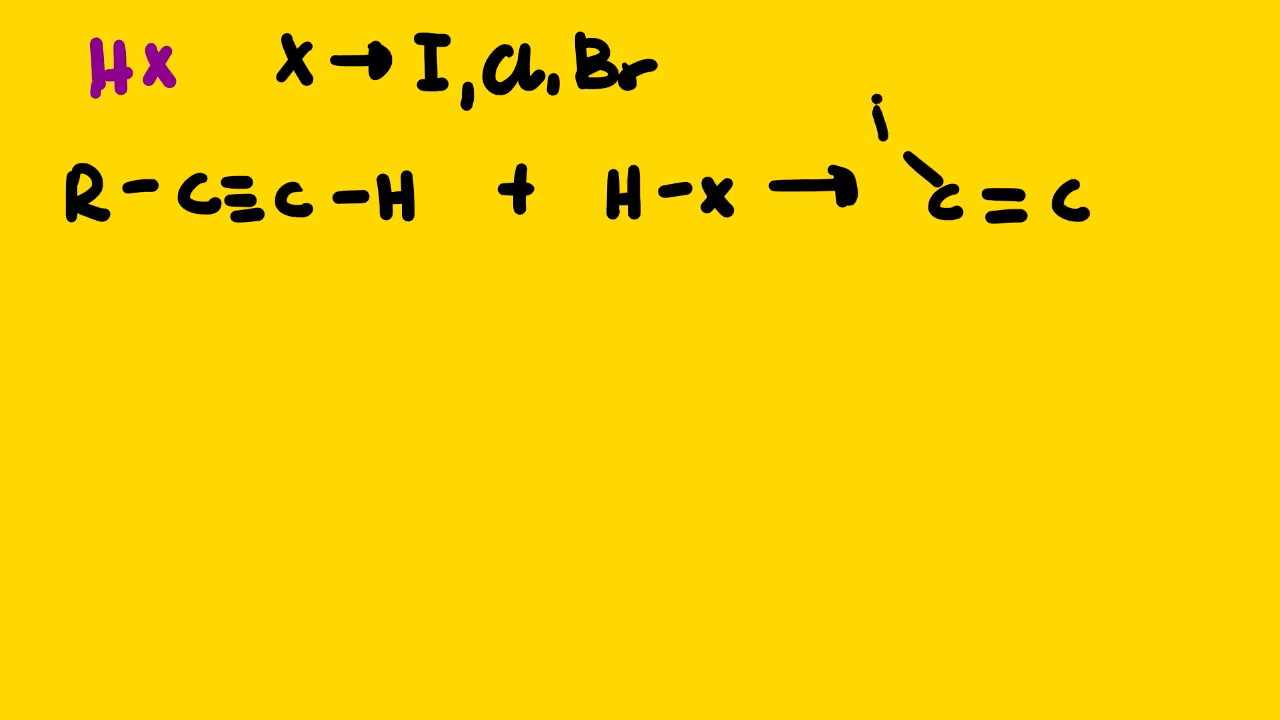 HX X → I, Cl, Br
i
R - C ≡ C - H + H - X → C = C